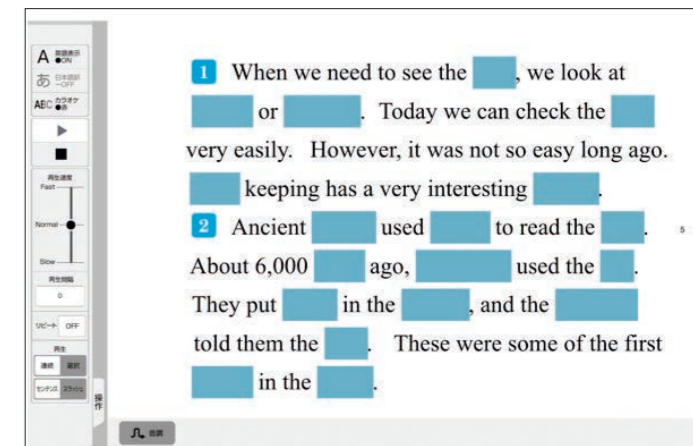 A 英語表示 ●ON
あ 日本語訳 −OFF
ABC カラオケ ●赤
再生速度
Fast
Normal
Slow
再生間隔
0
リピート OFF
再生
連続 選択
センテンス スラッシュ
操作
音調
1 When we need to see the , we look at
or . Today we can check the
very easily. However, it was not so easy long ago.
keeping has a very interesting .
2 Ancient used to read the . 5
About 6,000 ago, used the .
They put in the , and the
told them the . These were some of the first
in the .